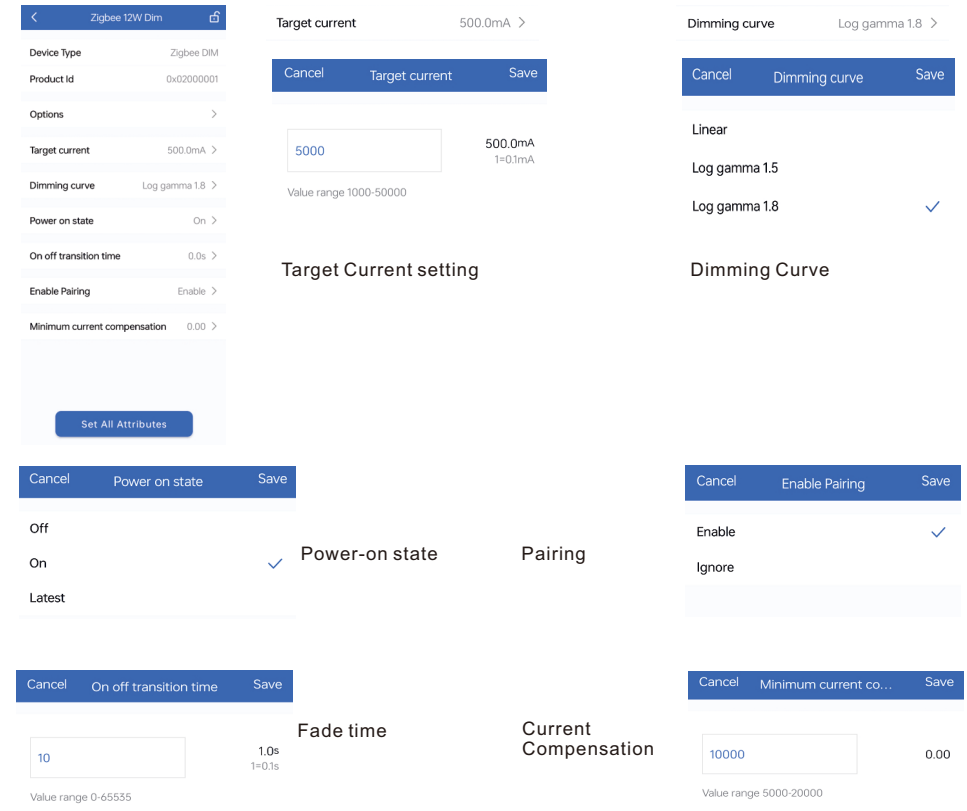 Zigbee 12W Dim
Device Type Zigbee DIM
Product Id 0x02000001
Options
Target current 500.0mA
Dimming curve Log gamma 1.8
Power on state On
On off transition time 0.0s
Enable Pairing Enable
Minimum current compensation 0.00
Set All Attributes
Target current 500.0mA
Cancel Target current Save
5000 500.0mA
1=0.1mA
Value range 1000-50000
Target Current setting
Dimming curve Log gamma 1.8
Cancel Dimming curve Save
Linear
Log gamma 1.5
Log gamma 1.8
Dimming Curve
Cancel Power on state Save
Off
On
Latest
Power-on state
Pairing
Cancel Enable Pairing Save
Enable
Ignore
Cancel On off transition time Save
10 1.0s
1=0.1s
Value range 0-65535
Fade time
Current
Compensation
Cancel Minimum current co... Save
10000 0.00
Value range 5000-20000